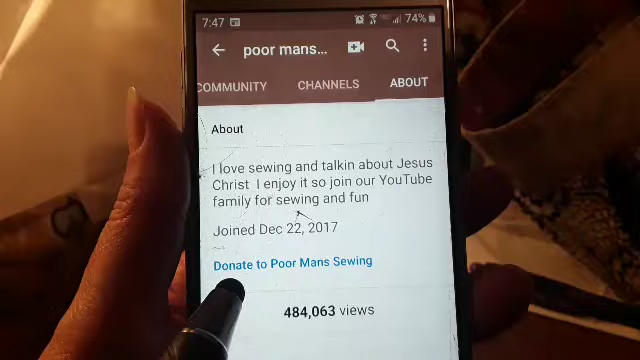 7:47 74%
poor mans...
COMMUNITY CHANNELS ABOUT
About
I love sewing and talkin about Jesus
Christ I enjoy it so join our YouTube
family for sewing and fun
Joined Dec 22, 2017
Donate to Poor Mans Sewing
484,063 views